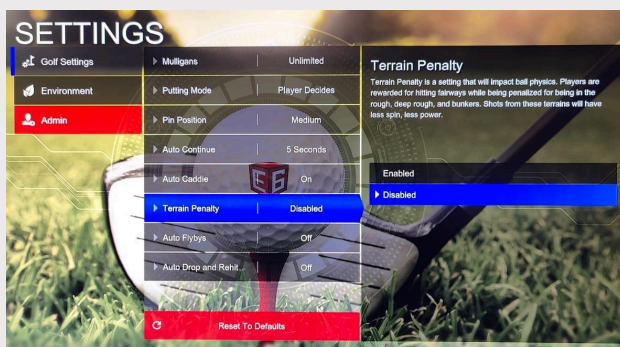 SETTINGS
Golf Settings
Environment
Admin
Mulligans Unlimited
Putting Mode Player Decides
Pin Position Medium
Auto Continue 5 Seconds
Auto Caddie On
Terrain Penalty Disabled
Auto Flybys Off
Auto Drop and Rehit... Off
Reset To Defaults
E6
Terrain Penalty
Terrain Penalty is a setting that will impact ball physics. Players are
rewarded for hitting fairways while being penalized for being in the
rough, deep rough, and bunkers. Shots from these terrains will have
less spin, less power.
Enabled
Disabled